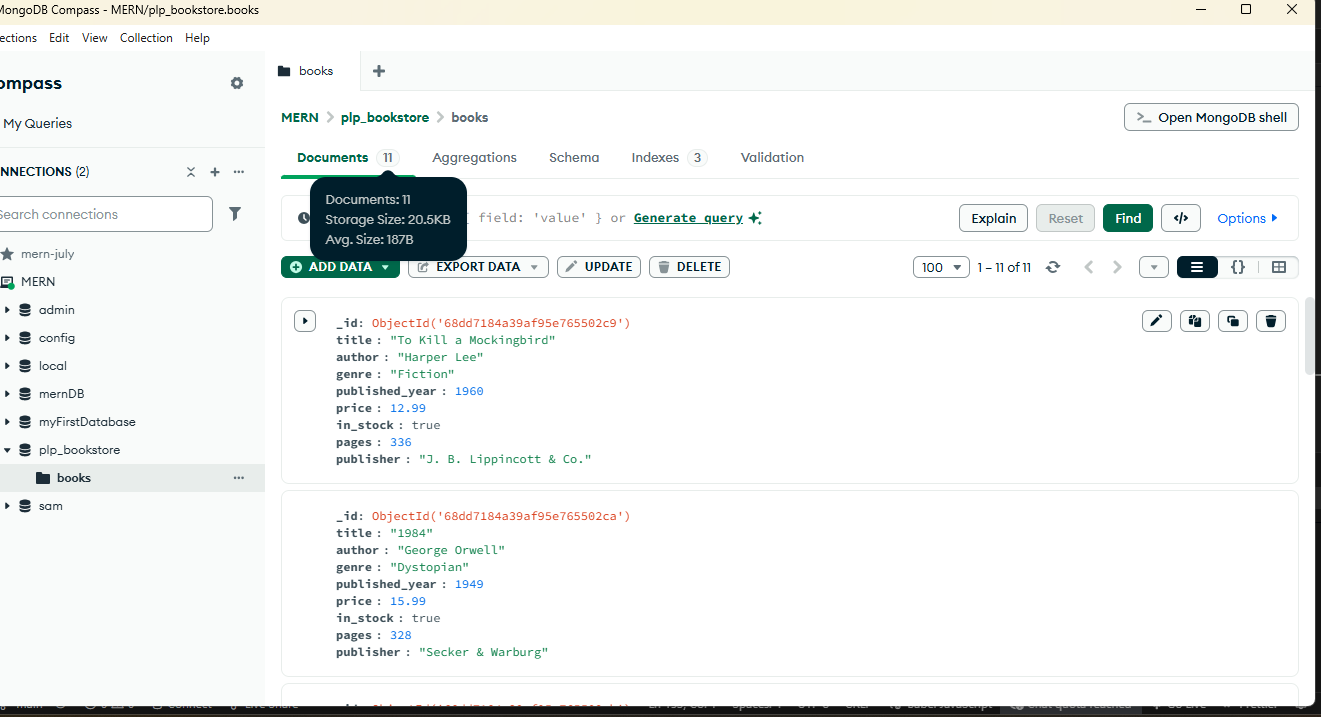 MongoDB Compass - MERN/plp_bookstore.books
ections Edit View Collection Help
ompass
My Queries
NNECTIONS (2)
Search connections
mern-july
MERN
admin
config
local
mernDB
myFirstDatabase
plp_bookstore
books
sam
books
MERN > plp_bookstore > books
>_ Open MongoDB shell
Documents 11 Aggregations Schema Indexes 3 Validation
Documents: 11
Storage Size: 20.5KB
Avg. Size: 187B
{ field: 'value' } or Generate query
Explain Reset Find </> Options
ADD DATA EXPORT DATA UPDATE DELETE
100 1 – 11 of 11 {}
_id: ObjectId('68dd7184a39af95e765502c9')
title : "To Kill a Mockingbird"
author : "Harper Lee"
genre : "Fiction"
published_year : 1960
price : 12.99
in_stock : true
pages : 336
publisher : "J. B. Lippincott & Co."
_id: ObjectId('68dd7184a39af95e765502ca')
title : "1984"
author : "George Orwell"
genre : "Dystopian"
published_year : 1949
price : 15.99
in_stock : true
pages : 328
publisher : "Secker & Warburg"